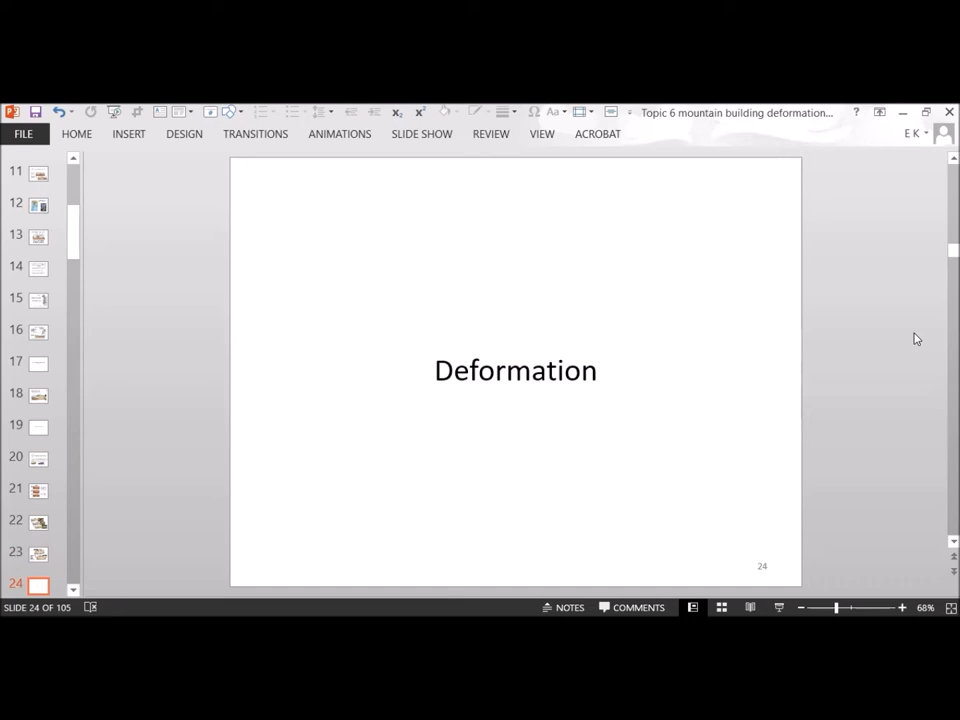 Topic 6 mountain building deformation...
FILE
HOME
INSERT
DESIGN
TRANSITIONS
ANIMATIONS
SLIDE SHOW
REVIEW
VIEW
ACROBAT
E K
11
12
13
14
15
16
17
18
19
20
21
22
23
24
Deformation
24
SLIDE 24 OF 105
NOTES
COMMENTS
68%